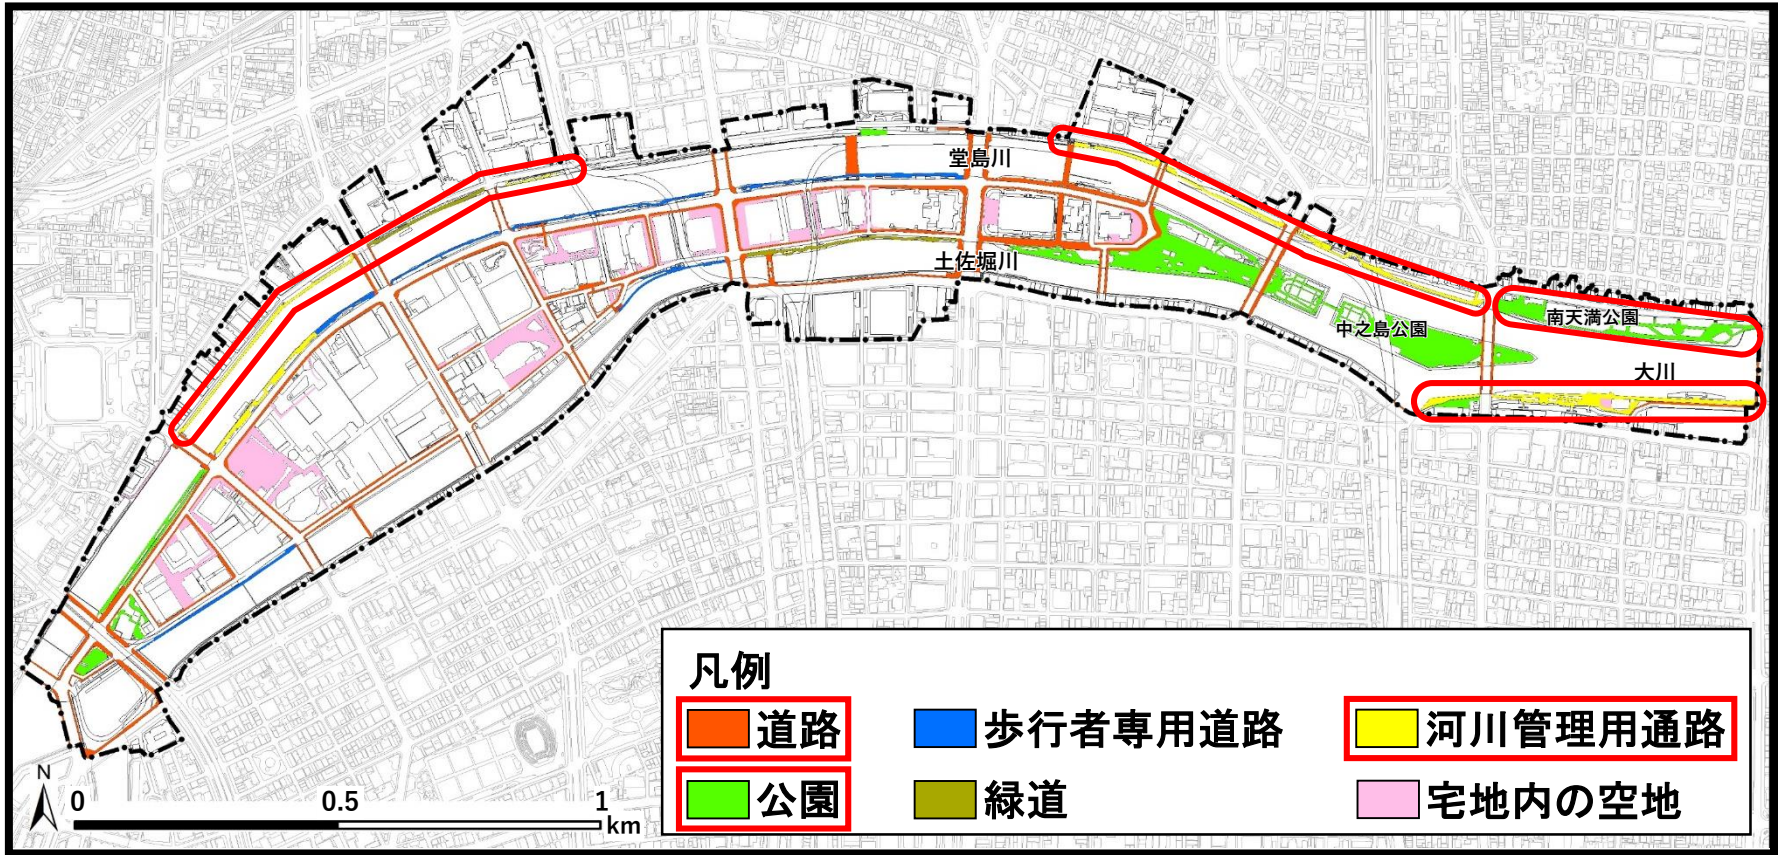 堂島川
土佐堀川
南天満公園
中之島公園
大川
凡例
道路
歩行者専用道路
河川管理用通路
公園
緑道
宅地内の空地
N
0 0.5 1
km